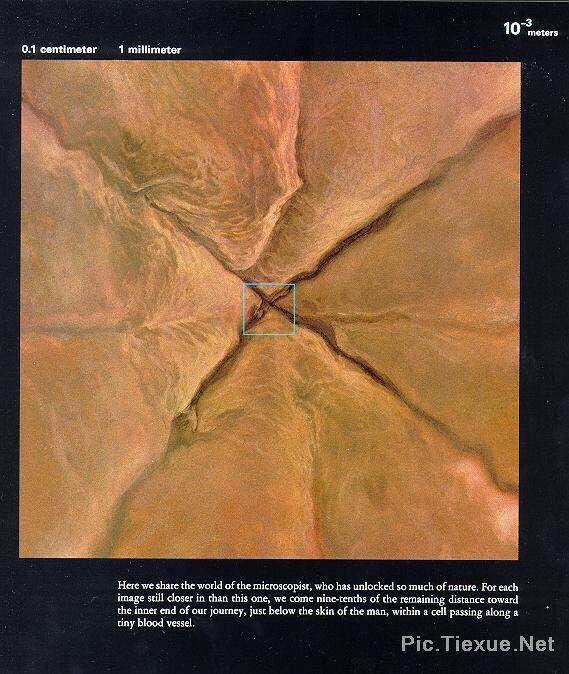 10⁻³ meters
0.1 centimeter 1 millimeter
Here we share the world of the microscopist, who has unlocked so much of nature. For each
image still closer in than this one, we come nine-tenths of the remaining distance toward
the inner end of our journey, just below the skin of the man, within a cell passing along a
tiny blood vessel.
Pic.Tiexue.Net